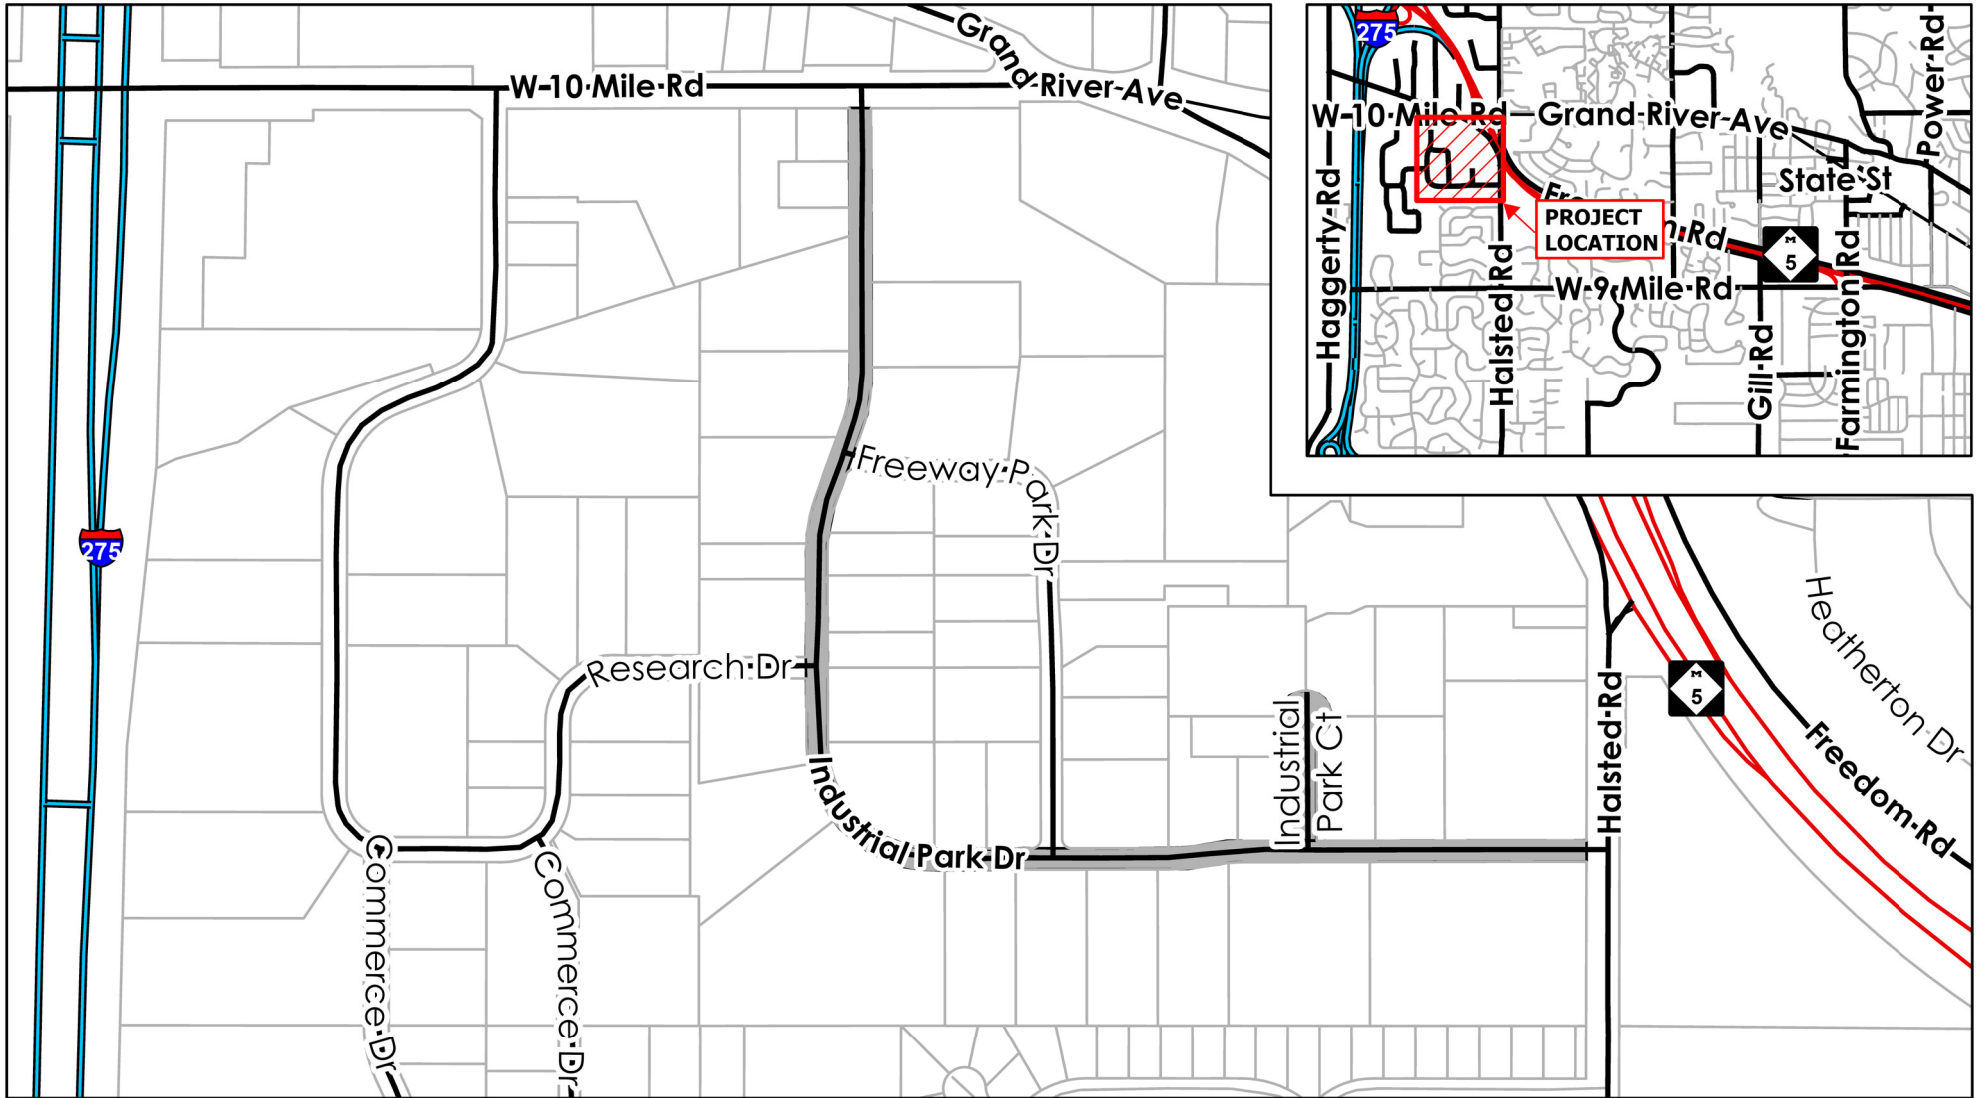 W 10 Mile Rd
Grand River Ave
275
Freeway Park Dr
Research Dr
Industrial Park Dr
Industrial
Park Ct
Commerce Dr
Commerce Dr
Halsted Rd
M
5
Freedom Rd
Heatherton Dr
275
W 10 Mile Rd
Grand River Ave
Power Rd
State St
Haggerty Rd
PROJECT
LOCATION
M
5
W 9 Mile Rd
Halsted Rd
Gill Rd
Farmington Rd